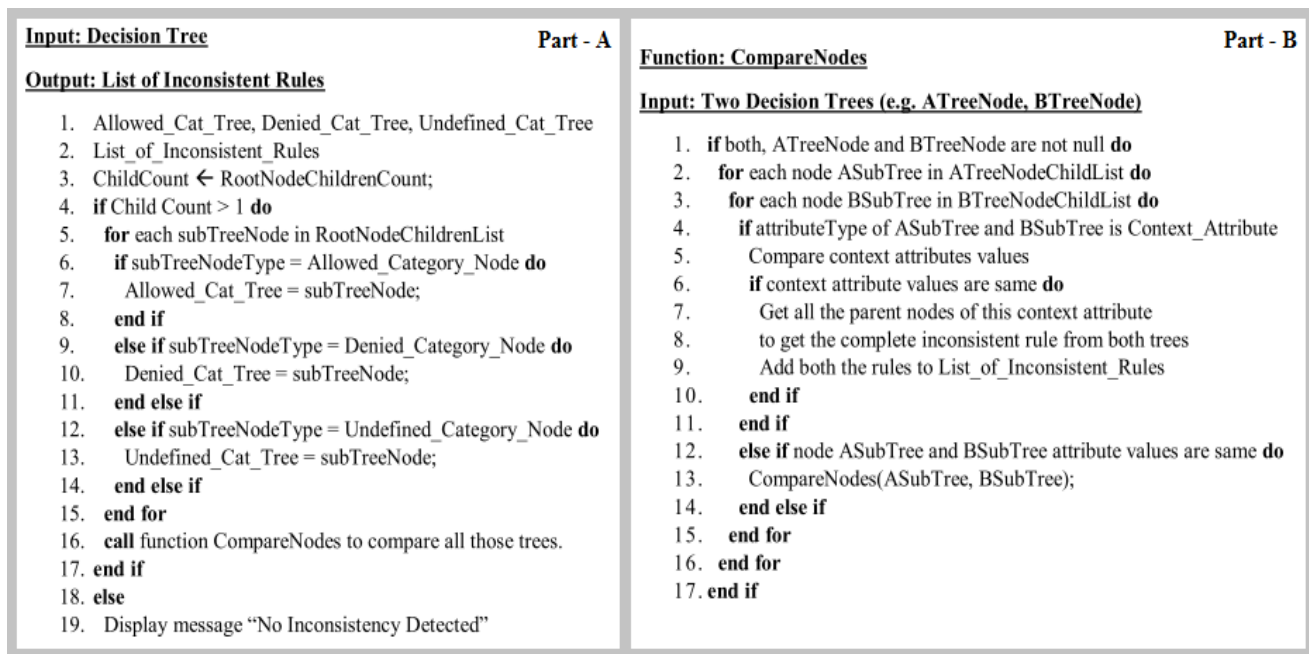 Input: Decision Tree
Part - A
Output: List of Inconsistent Rules
1. Allowed_Cat_Tree, Denied_Cat_Tree, Undefined_Cat_Tree
2. List_of_Inconsistent_Rules
3. ChildCount ← RootNodeChildrenCount;
4. if Child Count > 1 do
5. for each subTreeNode in RootNodeChildrenList
6. if subTreeNodeType = Allowed_Category_Node do
7. Allowed_Cat_Tree = subTreeNode;
8. end if
9. else if subTreeNodeType = Denied_Category_Node do
10. Denied_Cat_Tree = subTreeNode;
11. end else if
12. else if subTreeNodeType = Undefined_Category_Node do
13. Undefined_Cat_Tree = subTreeNode;
14. end else if
15. end for
16. call function CompareNodes to compare all those trees.
17. end if
18. else
19. Display message “No Inconsistency Detected”
Part - B
Function: CompareNodes
Input: Two Decision Trees (e.g. ATreeNode, BTreeNode)
1. if both, ATreeNode and BTreeNode are not null do
2. for each node ASubTree in ATreeNodeChildList do
3. for each node BSubTree in BTreeNodeChildList do
4. if attributeType of ASubTree and BSubTree is Context_Attribute
5. Compare context attributes values
6. if context attribute values are same do
7. Get all the parent nodes of this context attribute
8. to get the complete inconsistent rule from both trees
9. Add both the rules to List_of_Inconsistent_Rules
10. end if
11. end if
12. else if node ASubTree and BSubTree attribute values are same do
13. CompareNodes(ASubTree, BSubTree);
14. end else if
15. end for
16. end for
17. end if